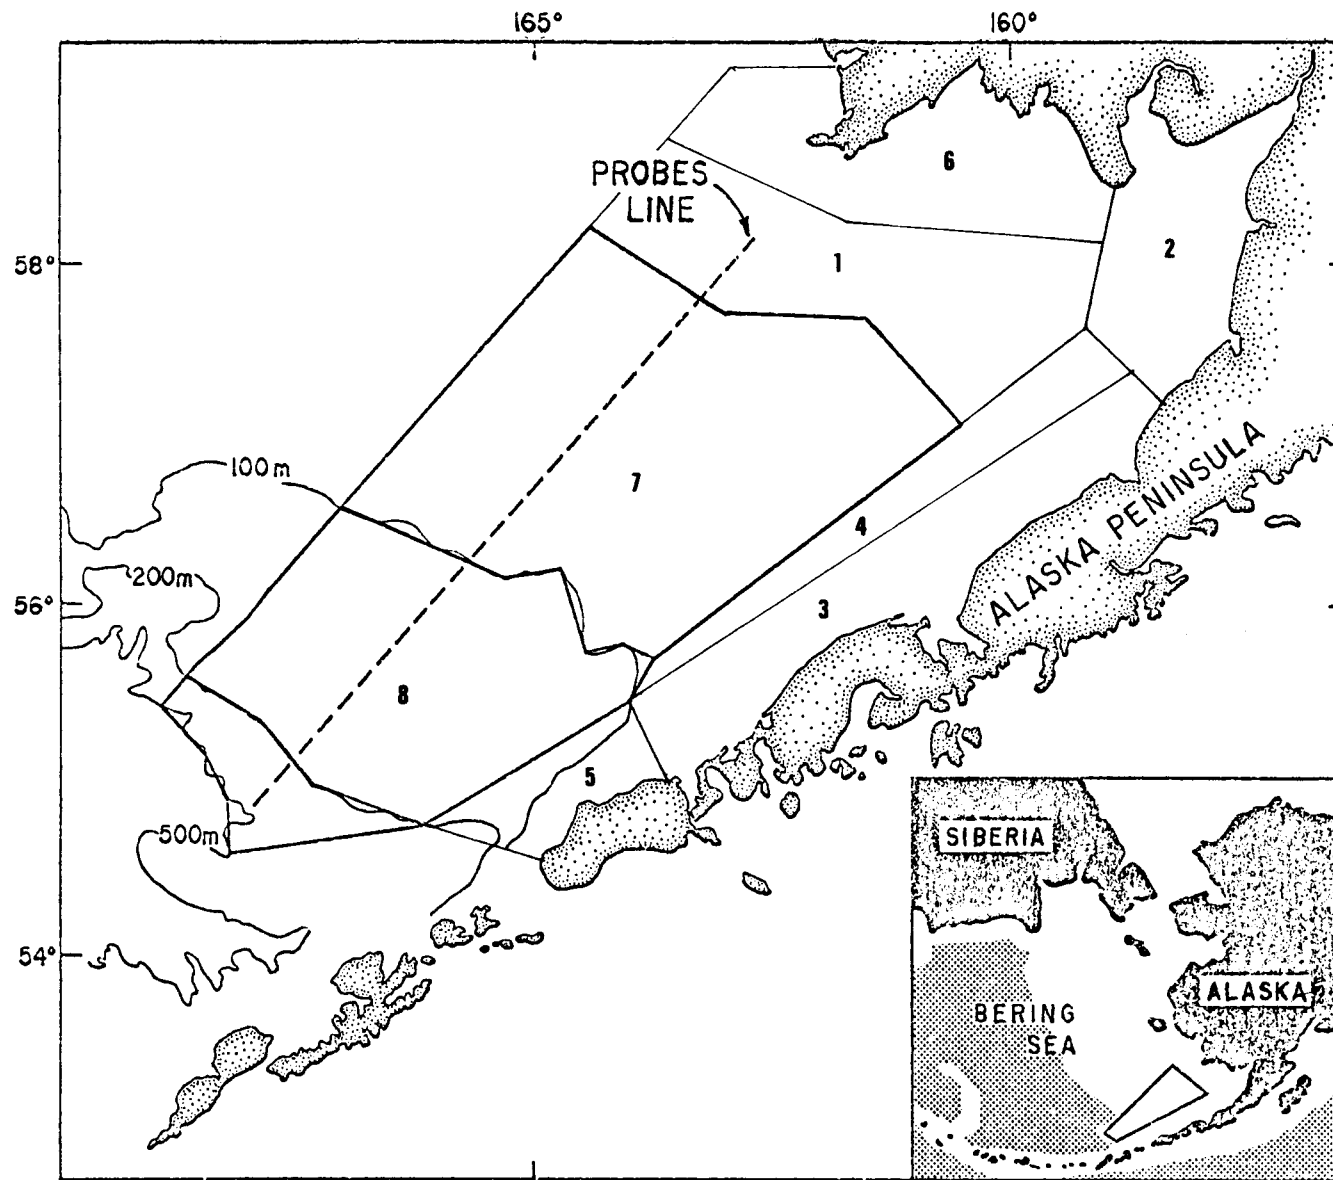 165°
160°
6
PROBES
LINE
1
2
58°
7
100m
4
ALASKA PENINSULA
200m
56°
3
8
5
500m
SIBERIA
54°
ALASKA
BERING
SEA